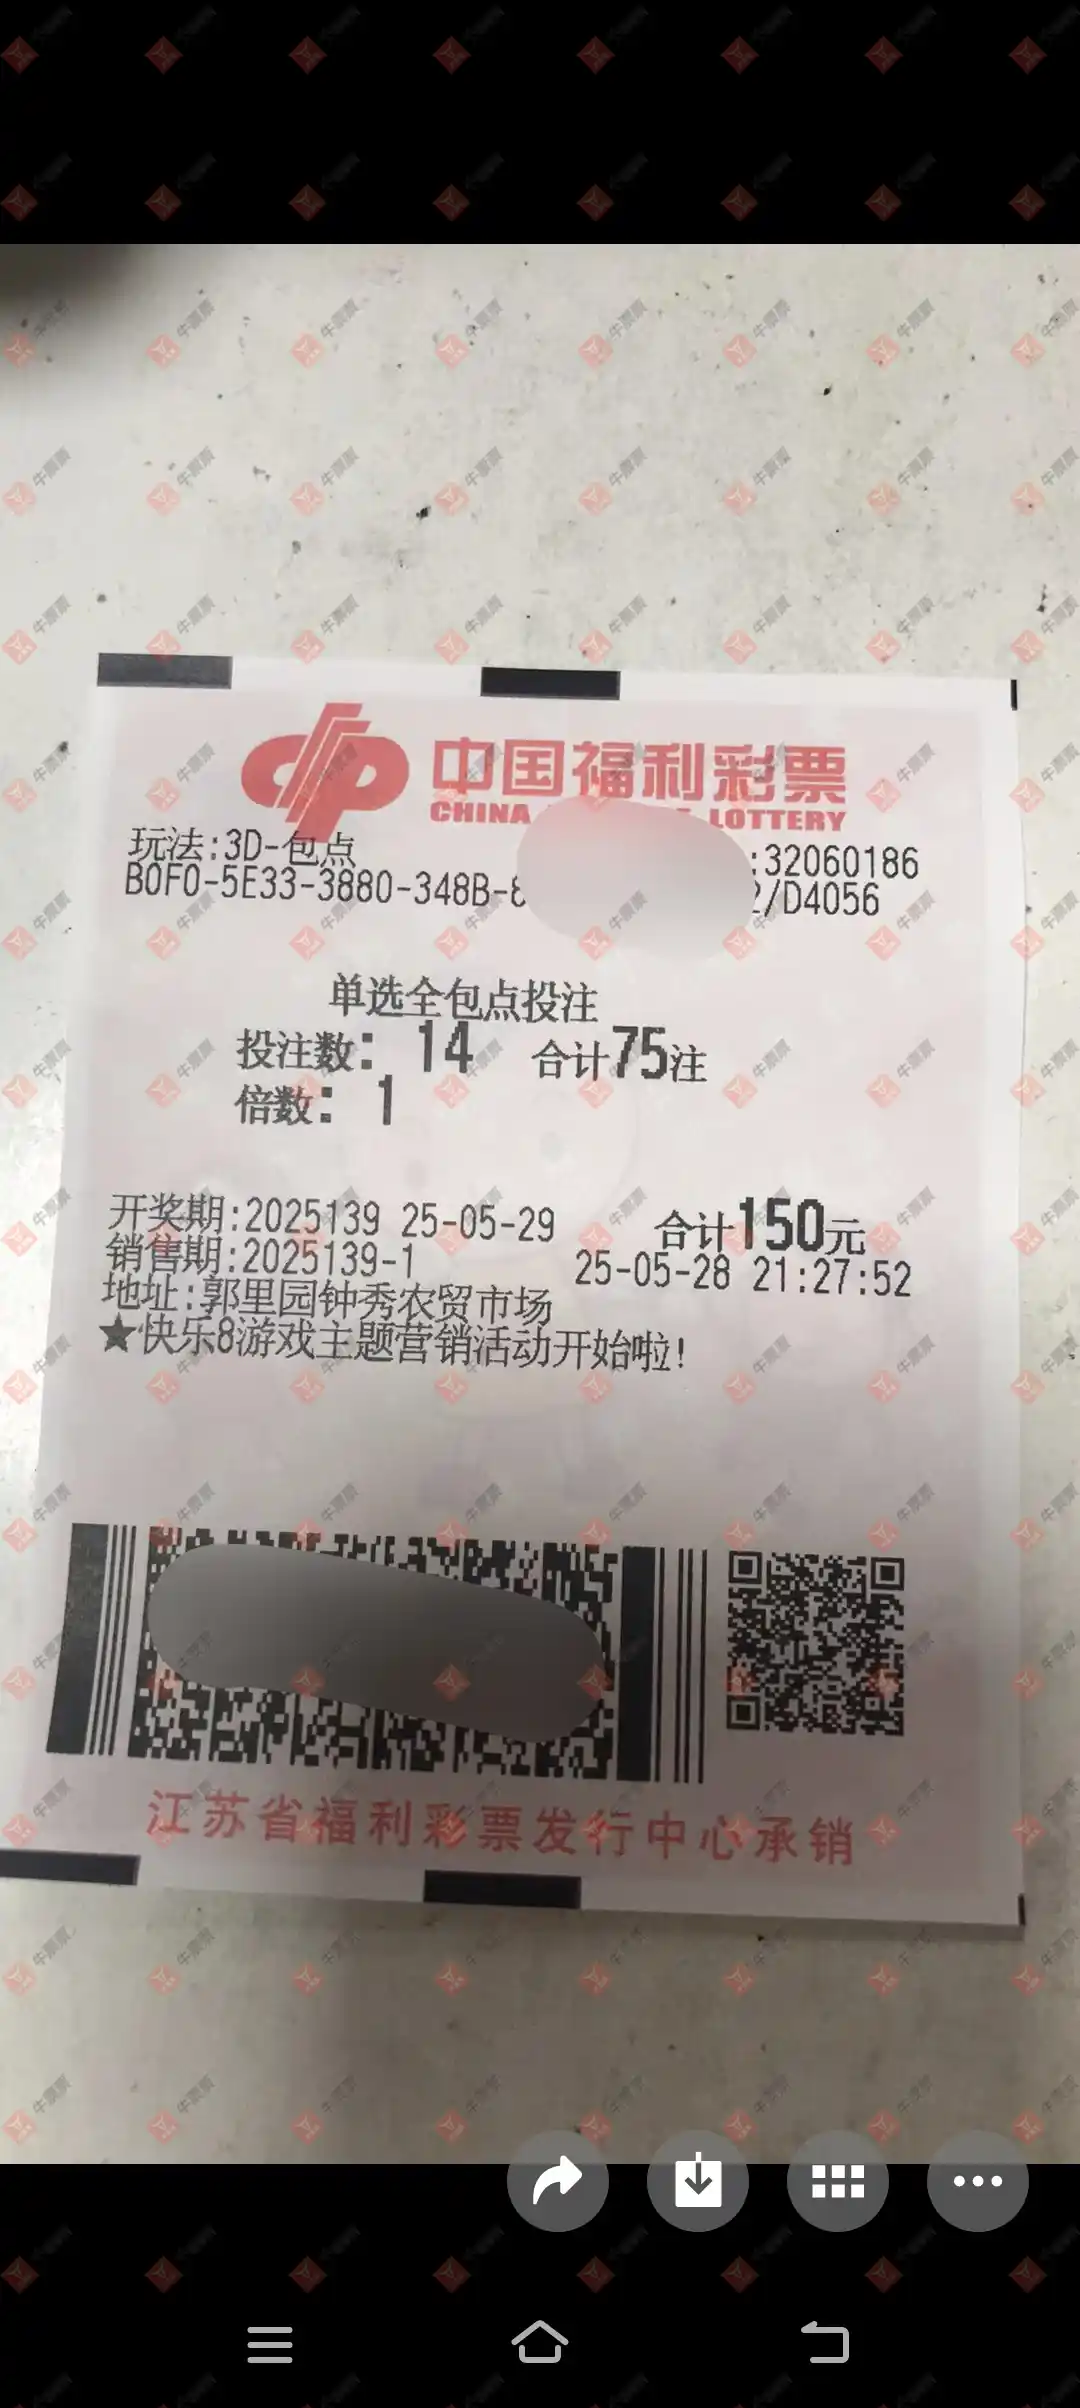 中国福利彩票
CHINA LOTTERY
玩法:3D-包点
:32060186
B0F0-5E33-3880-348B-
/D4056
单选全包点投注
投注数: 14 合计75注
倍数: 1
开奖期:2025139 25-05-29 合计150元
销售期:2025139-1 25-05-28 21:27:52
地址:郭里园钟秀农贸市场
★快乐8游戏主题营销活动开始啦!
江苏省福利彩票发行中心承销
牛票票